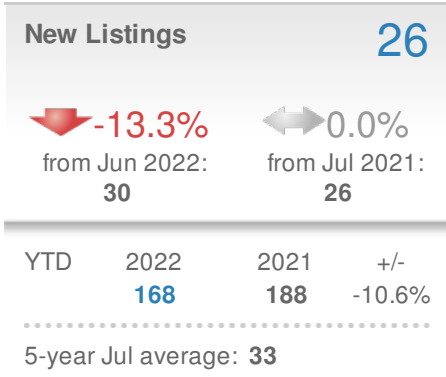 New Listings 26
-13.3% 0.0%
from Jun 2022: from Jul 2021:
30 26
YTD 2022 2021 +/-
168 188 -10.6%
5-year Jul average: 33